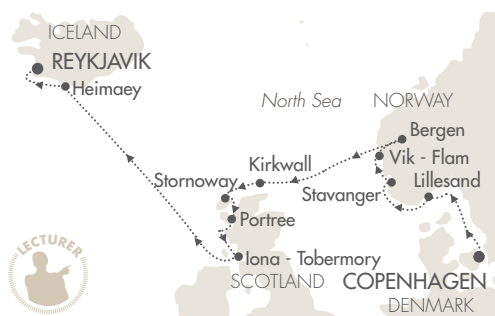 ICELAND
REYKJAVIK
Heimaey
North Sea
NORWAY
Bergen
Vik - Flam
Kirkwall
Lillesand
Stornoway
Stavanger
Portree
Iona - Tobermory
SCOTLAND
COPENHAGEN
DENMARK
LECTURER